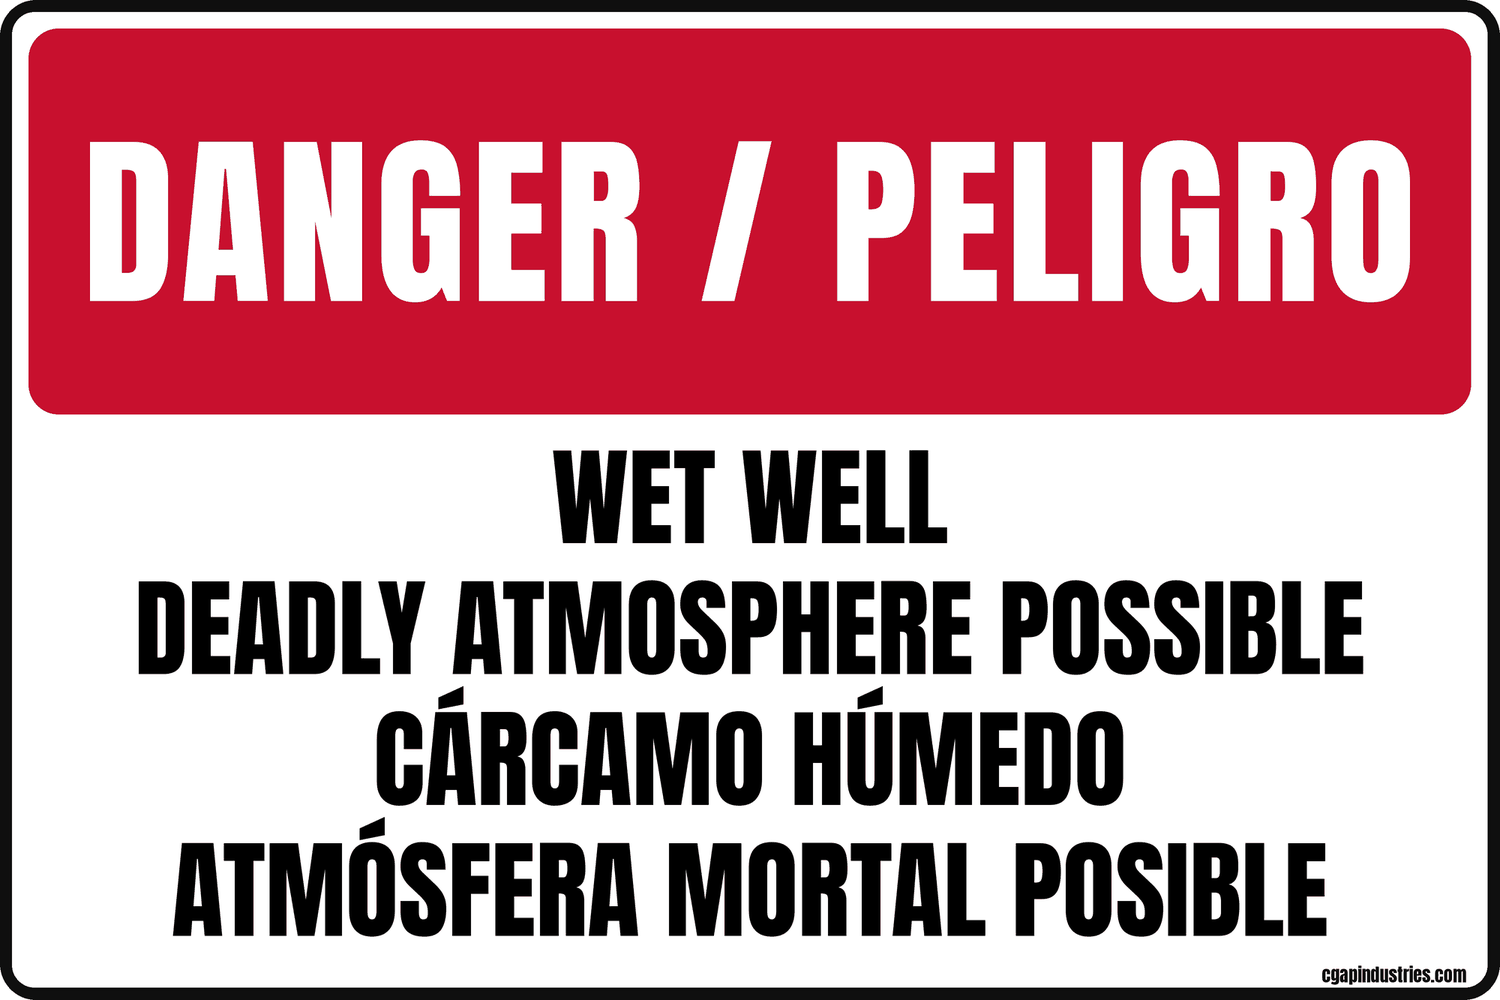 DANGER / PELIGRO
WET WELL
DEADLY ATMOSPHERE POSSIBLE
CÁRCAMO HÚMEDO
ATMÓSFERA MORTAL POSIBLE
cgapindustries.com